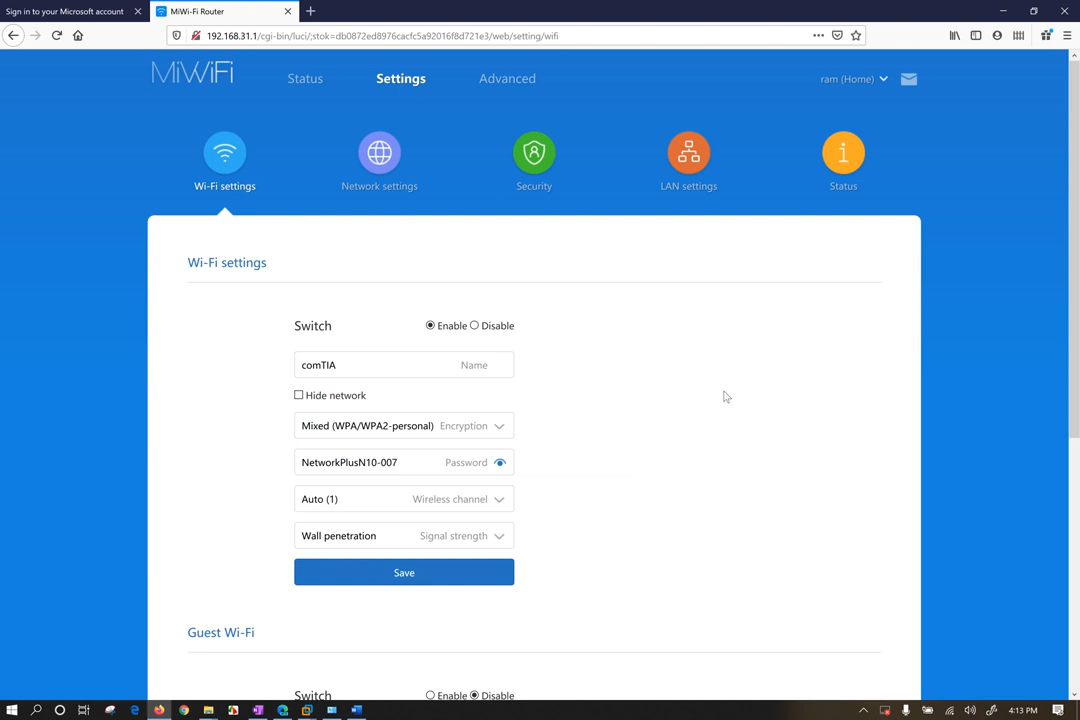 Sign in to your Microsoft account
MiWi-Fi Router
192.168.31.1/cgi-bin/luci/;stok=db0872ed8976cacfc5a92016f8d721e3/web/setting/wifi
MiWiFi
Status
Settings
Advanced
ram (Home)
Wi-Fi settings
Network settings
Security
LAN settings
Status
Wi-Fi settings
Switch
Enable
Disable
comTIA
Name
Hide network
Mixed (WPA/WPA2-personal)
Encryption
NetworkPlusN10-007
Password
Auto (1)
Wireless channel
Wall penetration
Signal strength
Save
Guest Wi-Fi
Switch
Enable
Disable
4:13 PM